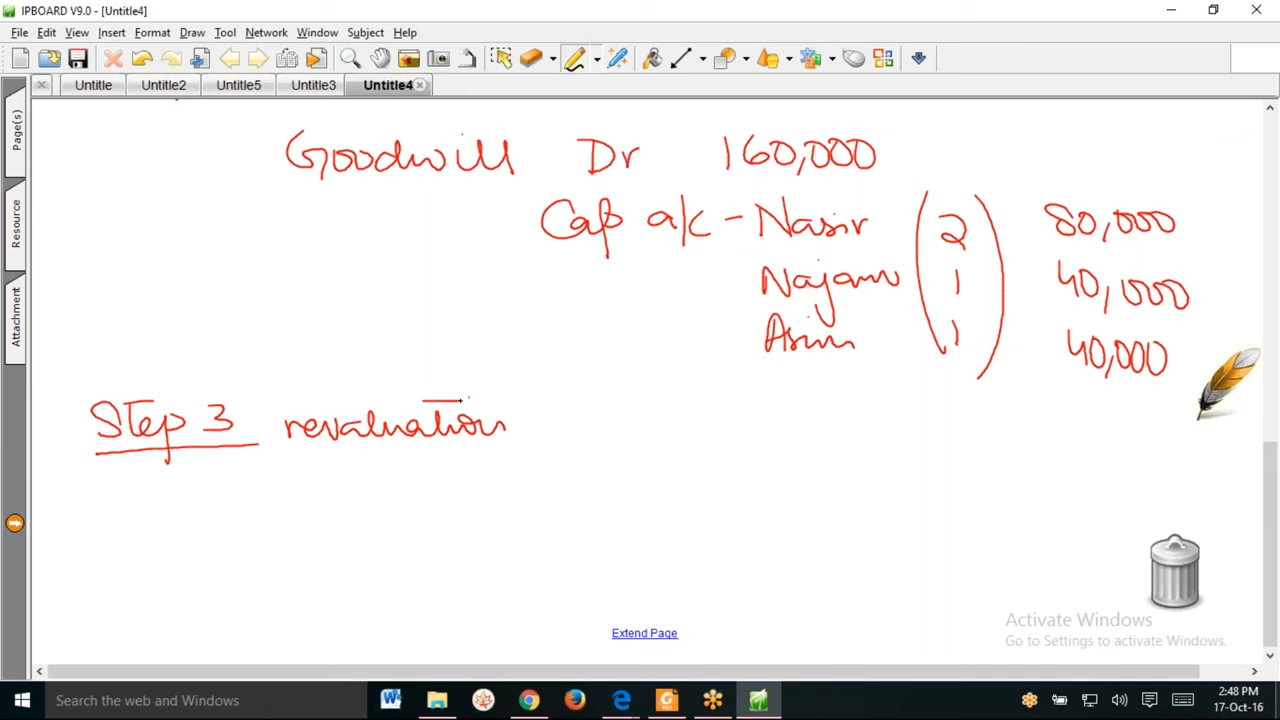 IPBOARD V9.0 - [Untitle4]
File Edit View Insert Format Draw Tool Network Window Subject Help
Untitle Untitle2 Untitle5 Untitle3 Untitle4
Page(s)
Resource
Attachment
Goodwill Dr 160,000
Cap a/c - Nasir 2 80,000
Najam 1 40,000
Asim 1 40,000
Step 3 revaluation
Extend Page
Activate Windows
Go to Settings to activate Windows.
Search the web and Windows
2:48 PM
17-Oct-16